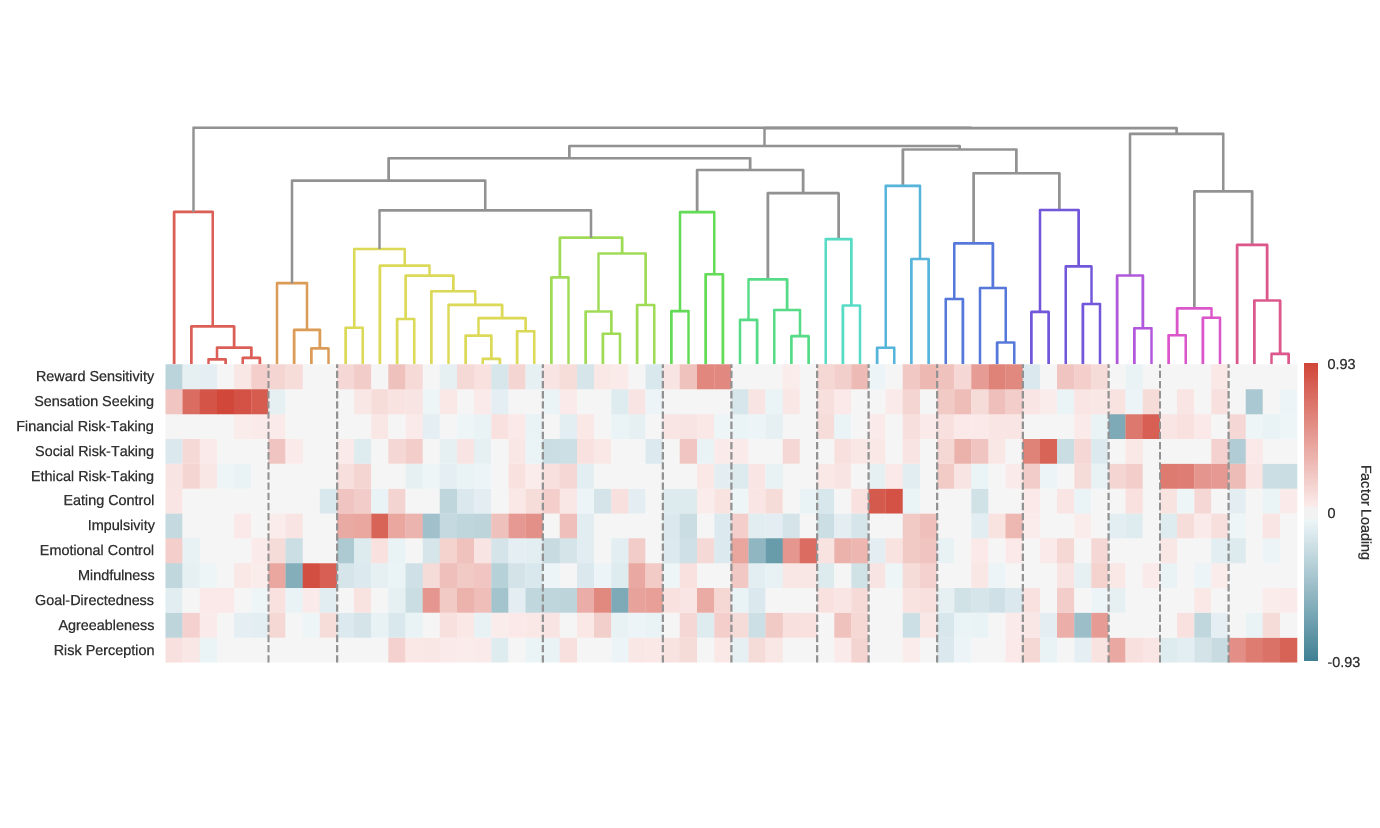 Reward Sensitivity
Sensation Seeking
Financial Risk-Taking
Social Risk-Taking
Ethical Risk-Taking
Eating Control
Impulsivity
Emotional Control
Mindfulness
Goal-Directedness
Agreeableness
Risk Perception
0.93
0
-0.93
Factor Loading